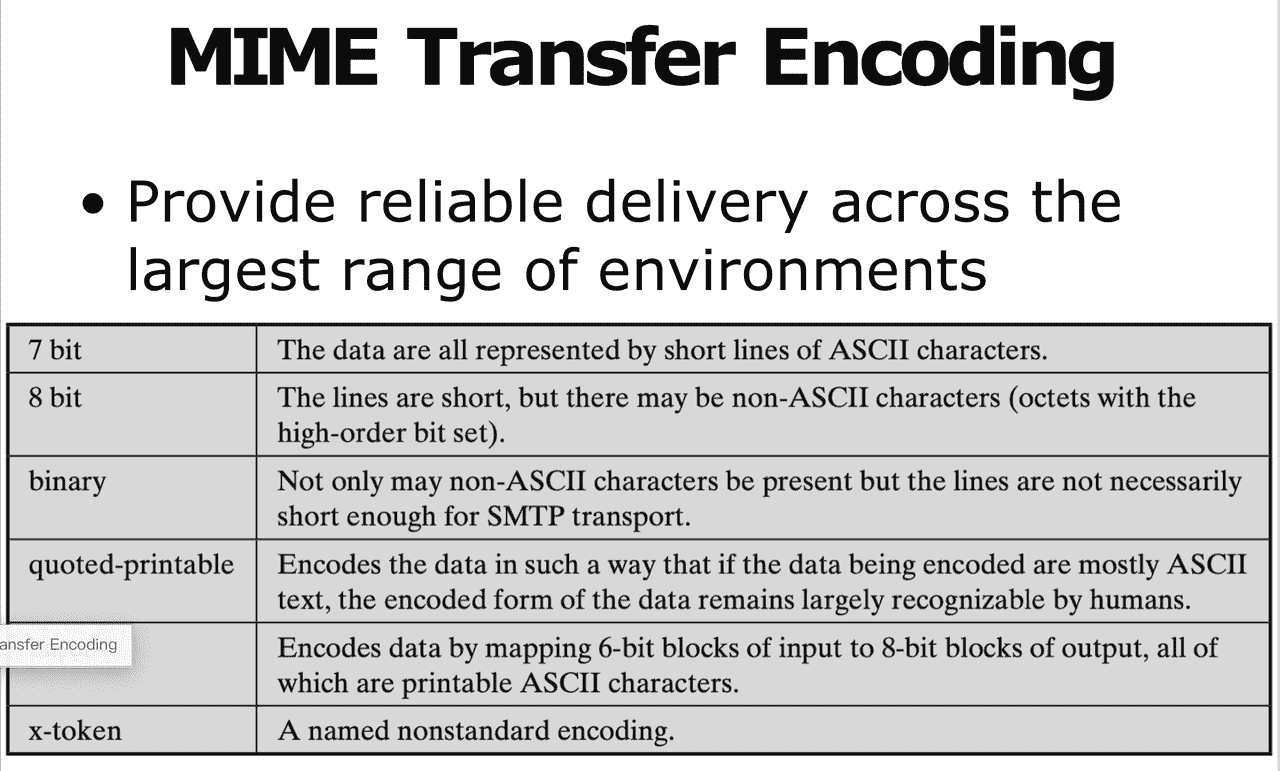 MIME Transfer Encoding
• Provide reliable delivery across the
largest range of environments
7 bit The data are all represented by short lines of ASCII characters.
8 bit The lines are short, but there may be non-ASCII characters (octets with the
high-order bit set).
binary Not only may non-ASCII characters be present but the lines are not necessarily
short enough for SMTP transport.
quoted-printable Encodes the data in such a way that if the data being encoded are mostly ASCII
text, the encoded form of the data remains largely recognizable by humans.
ansfer Encoding
Encodes data by mapping 6-bit blocks of input to 8-bit blocks of output, all of
which are printable ASCII characters.
x-token A named nonstandard encoding.